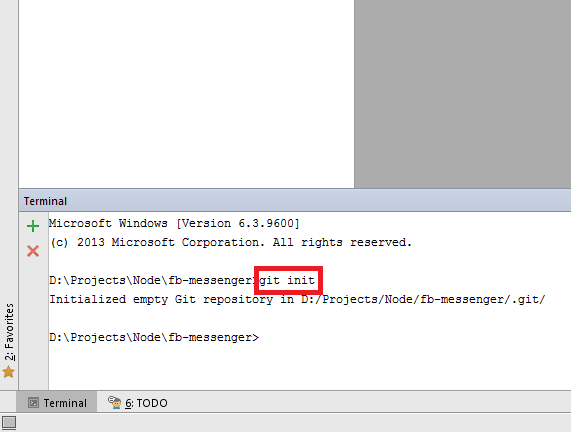 Terminal
Microsoft Windows [Version 6.3.9600]
(c) 2013 Microsoft Corporation. All rights reserved.
D:\Projects\Node\fb-messenger>git init
Initialized empty Git repository in D:/Projects/Node/fb-messenger/.git/
D:\Projects\Node\fb-messenger>
2: Favorites
Terminal
6: TODO